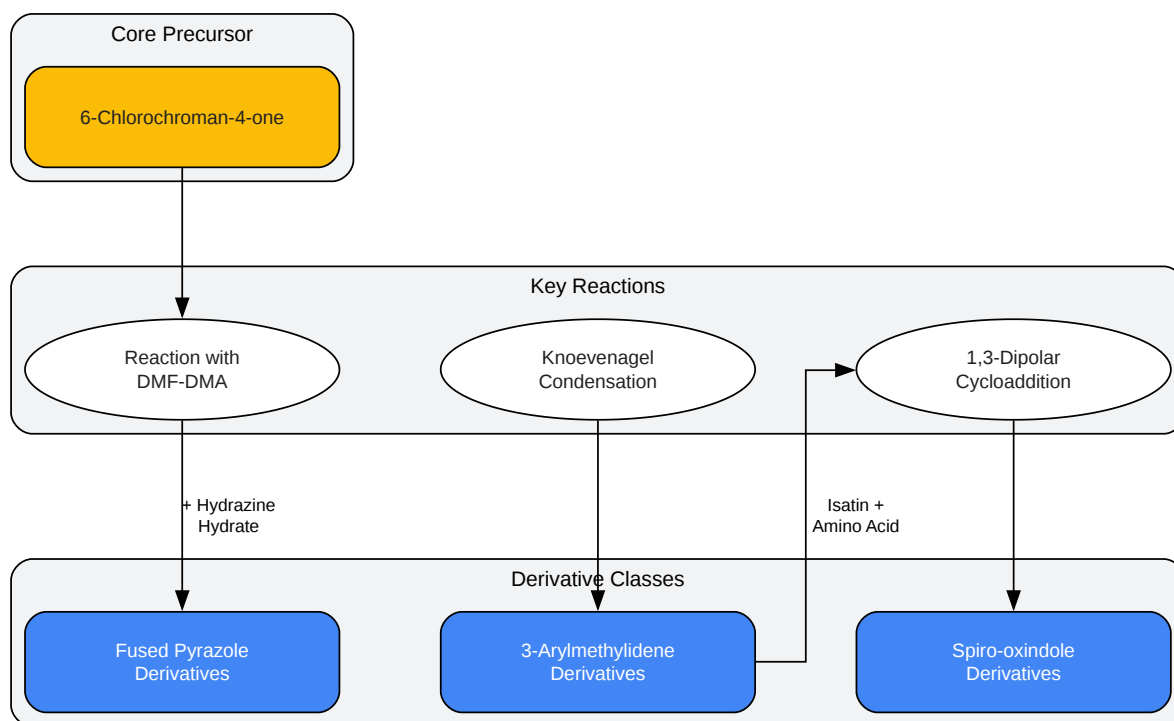 Core Precursor
6-Chlorochroman-4-one
Key Reactions
Reaction with
DMF-DMA
Knoevenagel
Condensation
1,3-Dipolar
Cycloaddition
+ Hydrazine
Hydrate
Isatin +
Amino Acid
Derivative Classes
Fused Pyrazole
Derivatives
3-Arylmethylidene
Derivatives
Spiro-oxindole
Derivatives